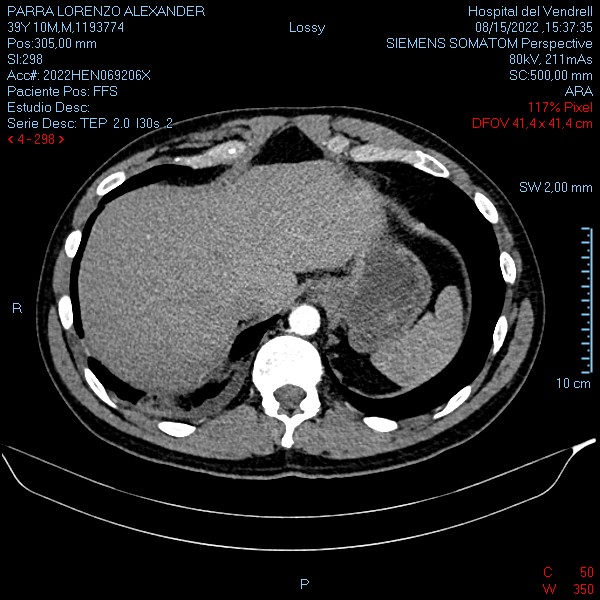 PARRA LORENZO ALEXANDER
39Y 10M,M,1193774
Pos:305,00 mm
SI:298
Acc#: 2022HEN069206X
Paciente Pos: FFS
Estudio Desc:
Serie Desc: TEP 2.0 I30s .2
< 4 - 298 >
Lossy
Hospital del Vendrell
08/15/2022 ,15:37:35
SIEMENS SOMATOM Perspective
80kV, 211mAs
SC:500,00 mm
ARA
117% Pixel
DFOV 41,4 x 41,4 cm
SW 2,00 mm
R
10 cm
P
C 50
W 350